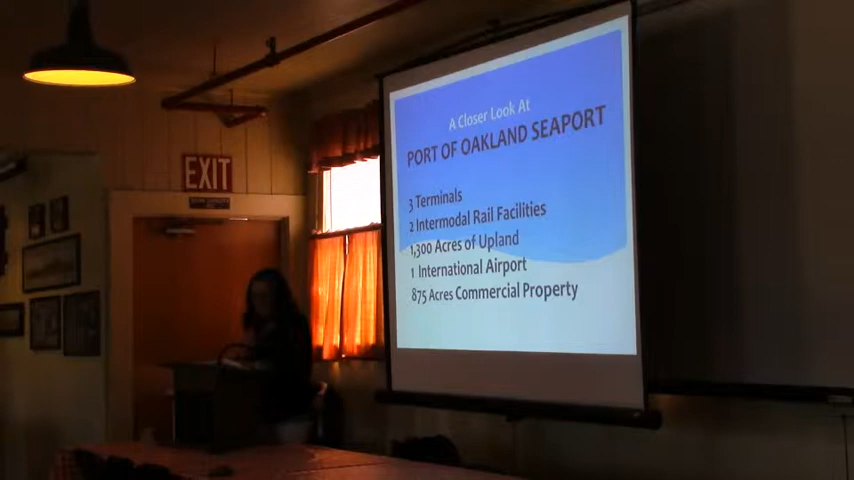 EXIT
A Closer Look At
PORT OF OAKLAND SEAPORT
3 Terminals
2 Intermodal Rail Facilities
1,300 Acres of Upland
1 International Airport
875 Acres Commercial Property